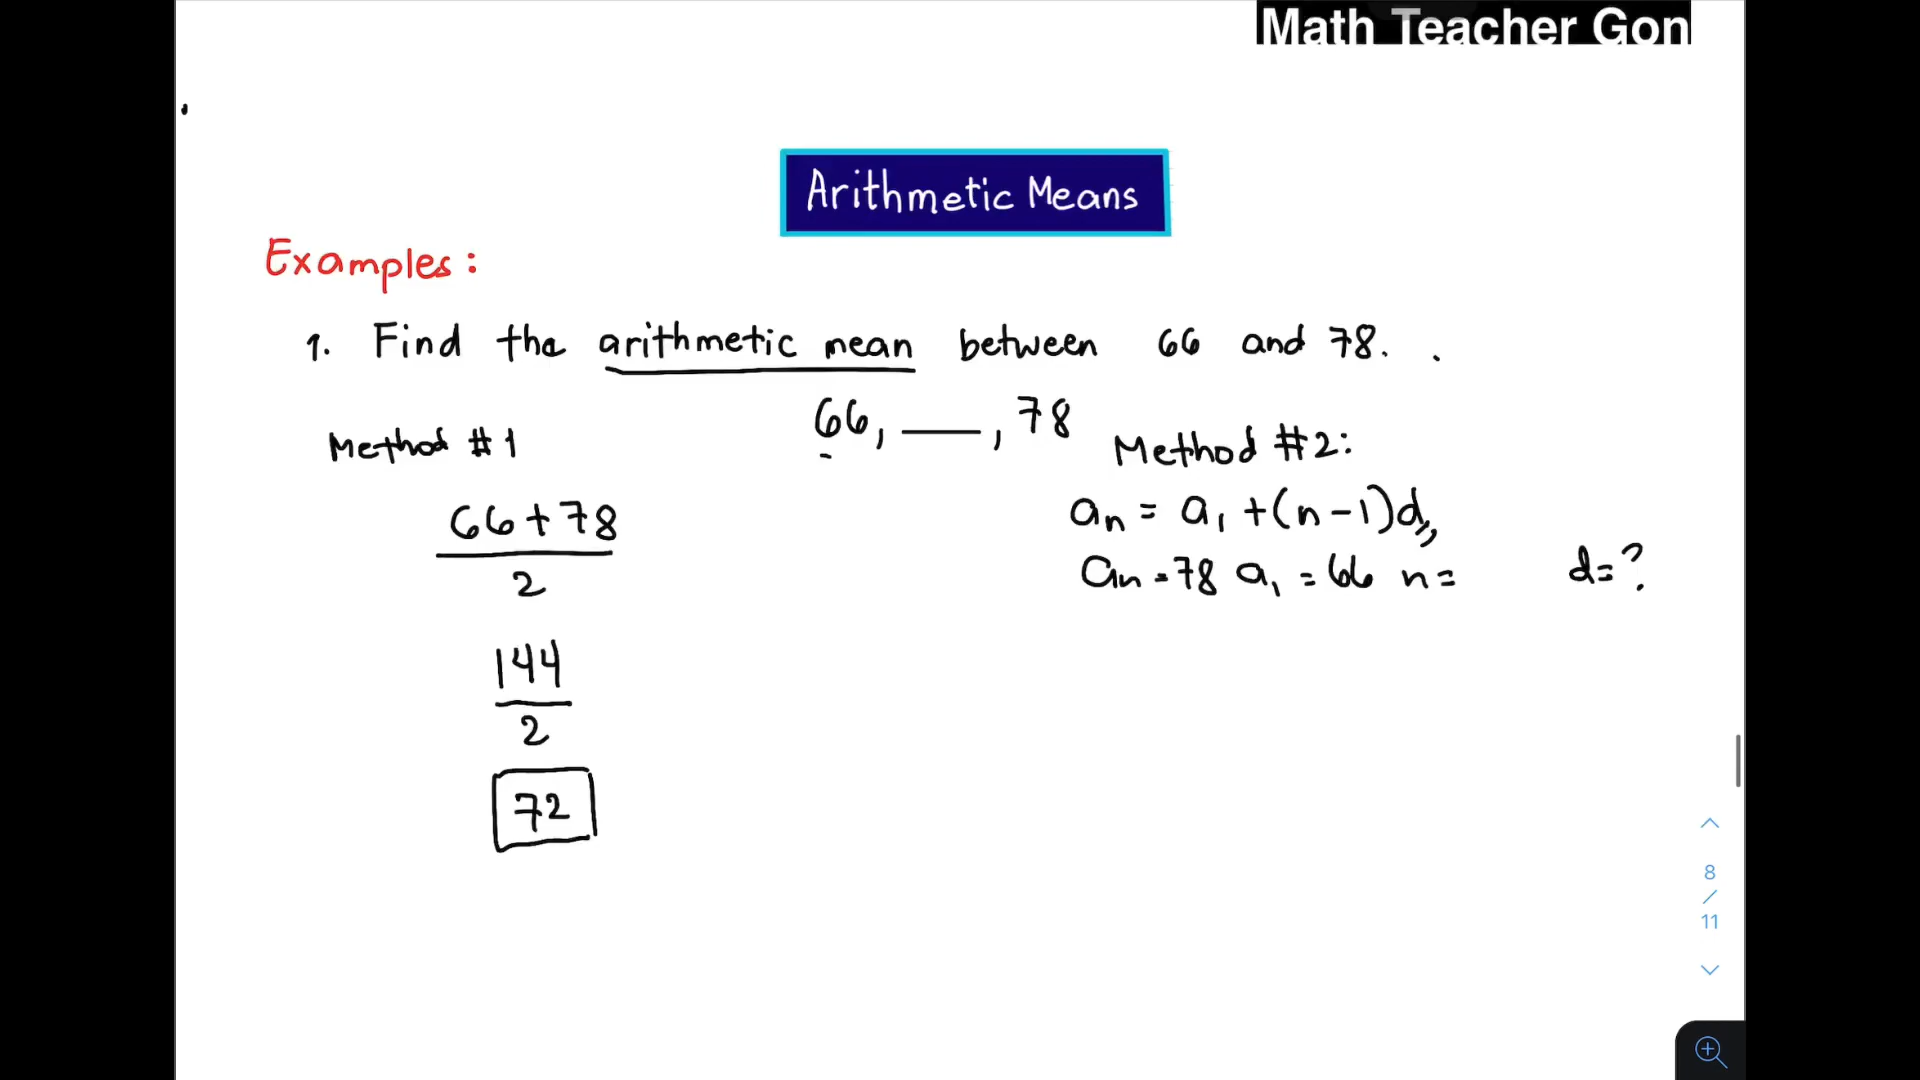 Math Teacher Gon
Arithmetic Means
Examples:
1. Find the arithmetic mean between 66 and 78.
66, ___, 78
Method #1
66+78
2
144
2
72
Method #2:
an = a1 +(n-1)d,,
an = 78 a1 = 66 n = d=?
8
/
11